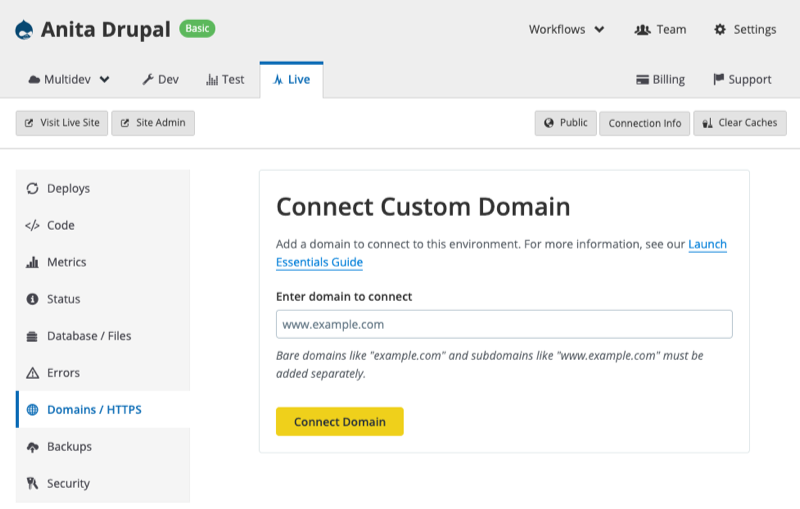 Anita Drupal Basic
Workflows Team Settings
Multidev Dev Test Live Billing Support
Visit Live Site Site Admin Public Connection Info Clear Caches
Deploys
Code
Metrics
Status
Database / Files
Errors
Domains / HTTPS
Backups
Security
Connect Custom Domain
Add a domain to connect to this environment. For more information, see our Launch
Essentials Guide
Enter domain to connect
www.example.com
Bare domains like "example.com" and subdomains like "www.example.com" must be
added separately.
Connect Domain